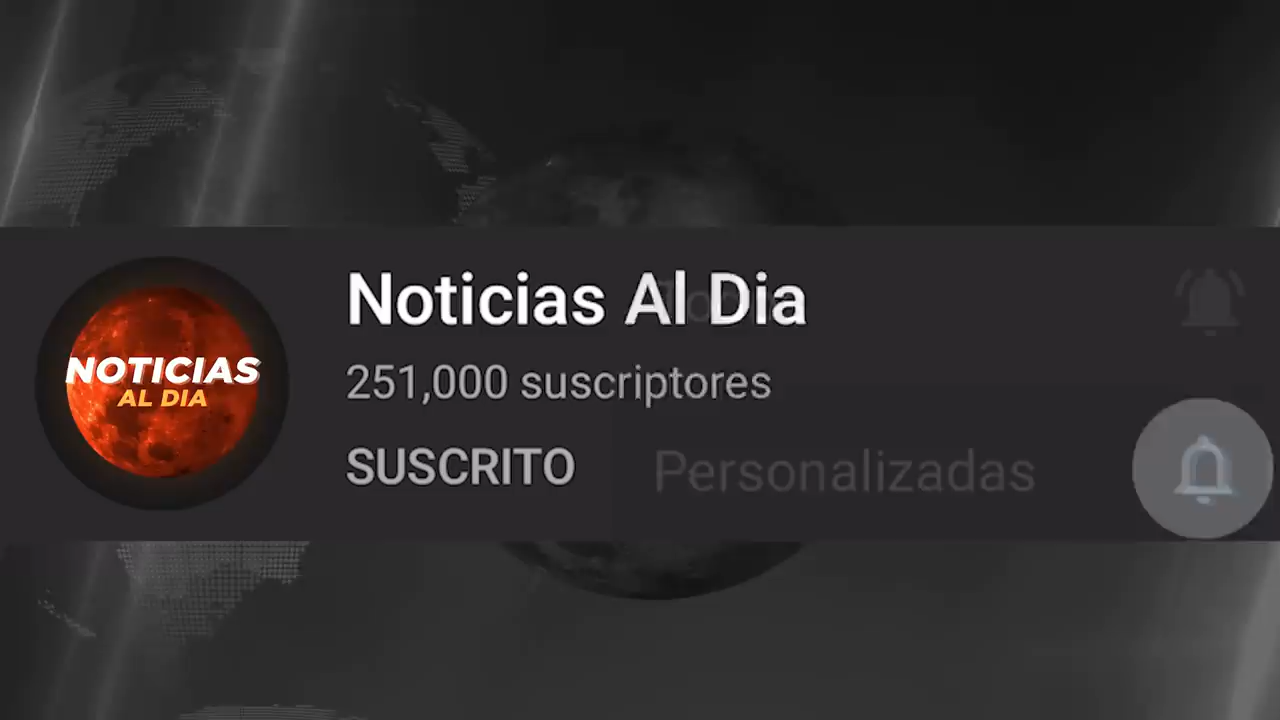 Noticias Al Dia
251,000 suscriptores
SUSCRITO
Personalizadas
NOTICIAS
AL DIA